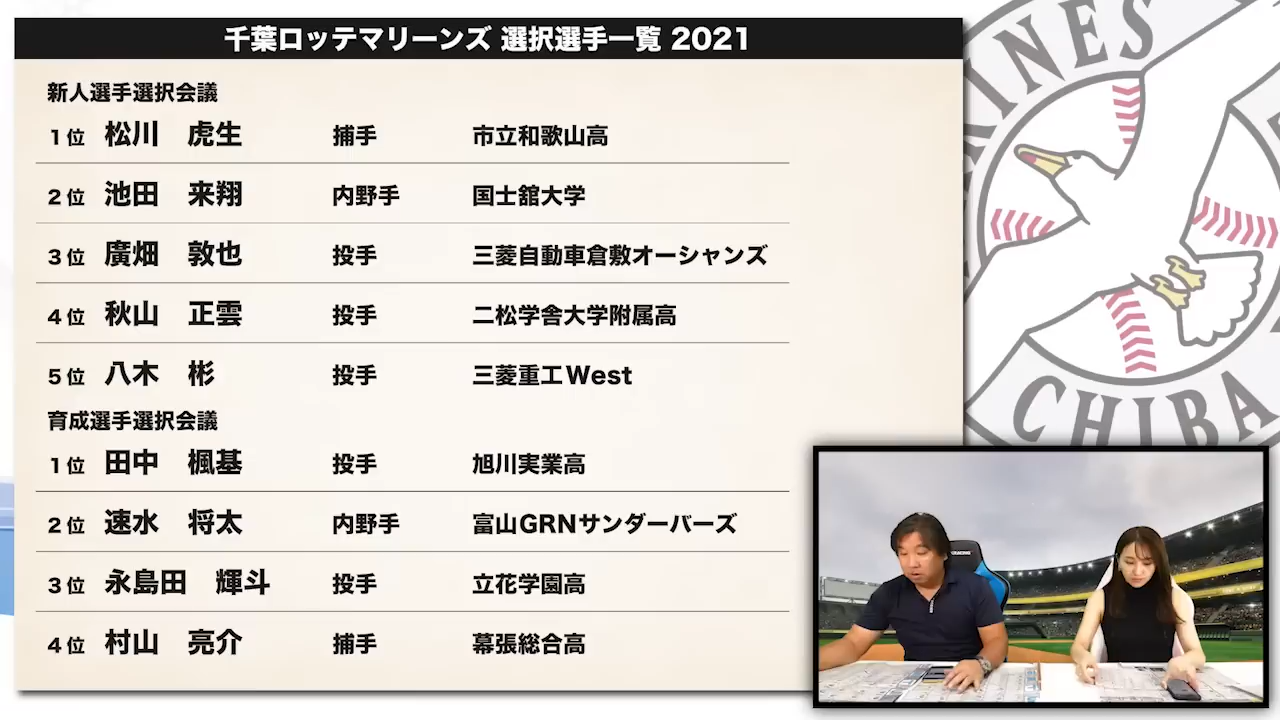 千葉ロッテマリーンズ 選択選手一覧 2021
新人選手選択会議
1位 松川 虎生 捕手 市立和歌山高
2位 池田 来翔 内野手 国士舘大学
3位 廣畑 敦也 投手 三菱自動車倉敷オーシャンズ
4位 秋山 正雲 投手 二松学舎大学附属高
5位 八木 彬 投手 三菱重工West
育成選手選択会議
1位 田中 楓基 投手 旭川実業高
2位 速水 将太 内野手 富山GRNサンダーバーズ
3位 永島田 輝斗 投手 立花学園高
4位 村山 亮介 捕手 幕張総合高
CHIBA